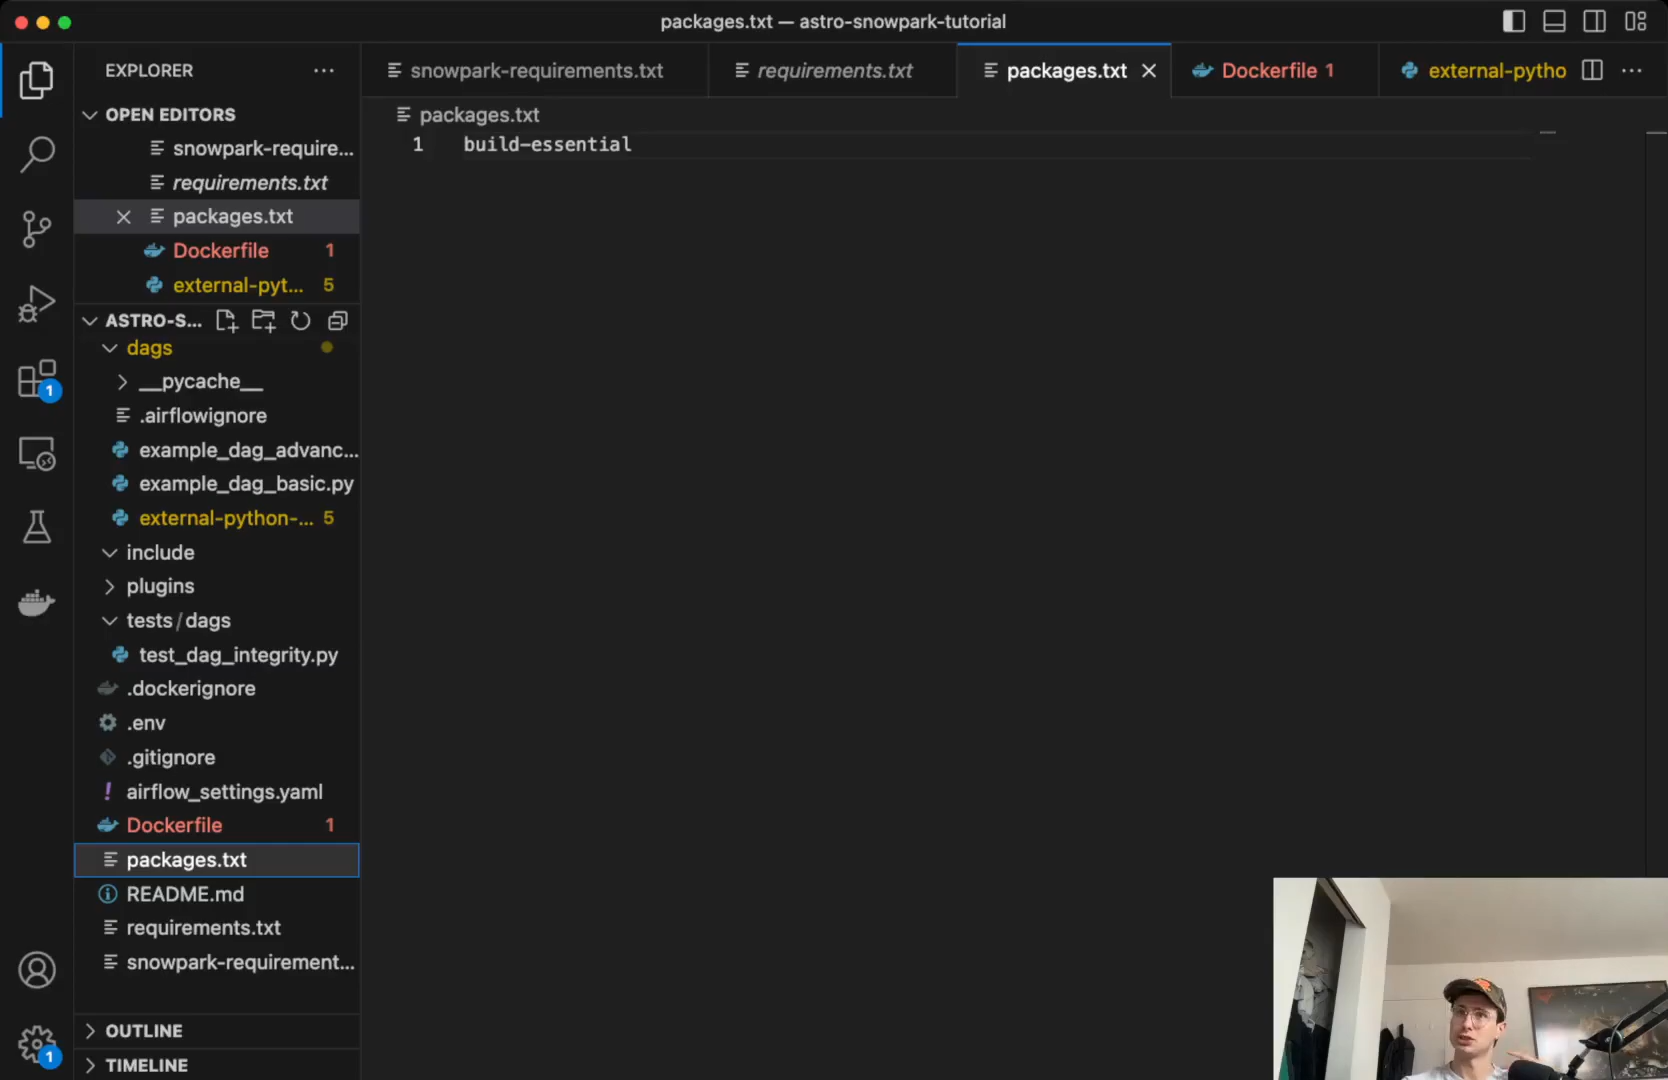 packages.txt — astro-snowpark-tutorial
EXPLORER
OPEN EDITORS
snowpark-require...
requirements.txt
packages.txt
Dockerfile 1
external-pyt... 5
ASTRO-S...
dags
__pycache__
.airflowignore
example_dag_advanc...
example_dag_basic.py
external-python-... 5
include
plugins
tests/dags
test_dag_integrity.py
.dockerignore
.env
.gitignore
! airflow_settings.yaml
Dockerfile 1
packages.txt
README.md
requirements.txt
snowpark-requirement...
OUTLINE
TIMELINE
1
1
snowpark-requirements.txt
requirements.txt
packages.txt
Dockerfile 1
external-pytho
packages.txt
1 build-essential